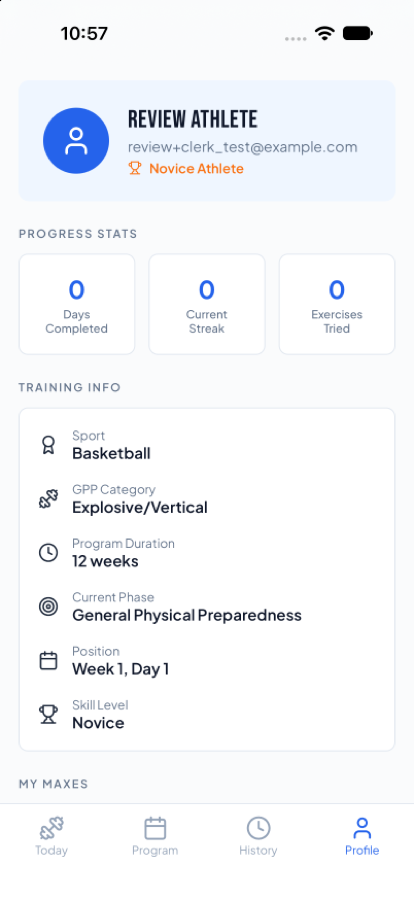 10:57
REVIEW ATHLETE
review+clerk_test@example.com
Novice Athlete
PROGRESS STATS
0
Days
Completed
0
Current
Streak
0
Exercises
Tried
TRAINING INFO
Sport
Basketball
GPP Category
Explosive/Vertical
Program Duration
12 weeks
Current Phase
General Physical Preparedness
Position
Week 1, Day 1
Skill Level
Novice
MY MAXES
Today
Program
History
Profile